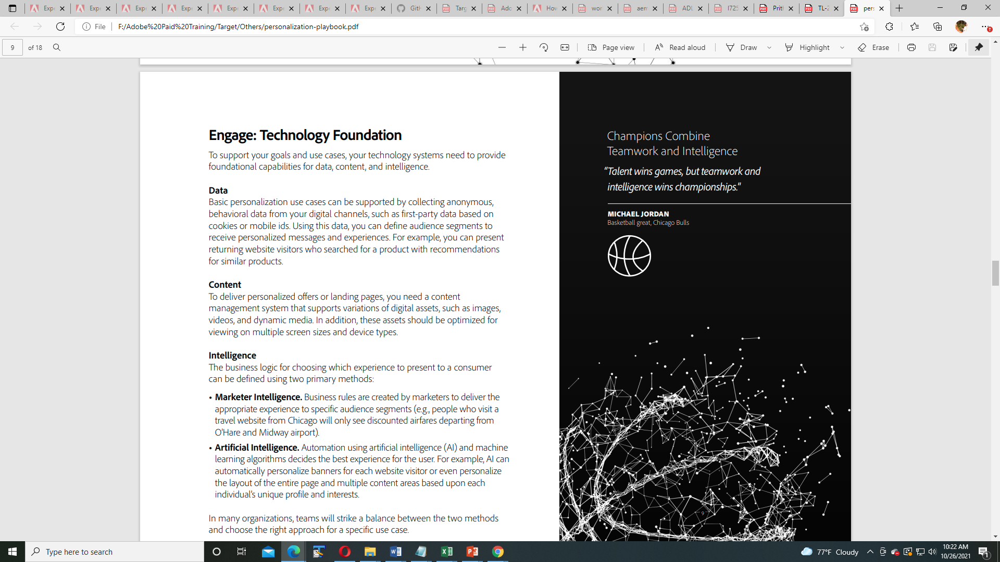 Expe
Expe
Expe
Expe
Expe
Expe
Expe
Expe
Gith
Targ
Ado
How
wor
aem
ADL
I725
Prith
TL-2
pers
File
F:/Adobe%20Paid%20Training/Target/Others/personalization-playbook.pdf
9 of 18
Page view
Read aloud
Draw
Highlight
Erase
Engage: Technology Foundation
To support your goals and use cases, your technology systems need to provide
foundational capabilities for data, content, and intelligence.
Data
Basic personalization use cases can be supported by collecting anonymous,
behavioral data from your digital channels, such as first-party data based on
cookies or mobile ids. Using this data, you can define audience segments to
receive personalized messages and experiences. For example, you can present
returning website visitors who searched for a product with recommendations
for similar products.
Content
To deliver personalized offers or landing pages, you need a content
management system that supports variations of digital assets, such as images,
videos, and dynamic media. In addition, these assets should be optimized for
viewing on multiple screen sizes and device types.
Intelligence
The business logic for choosing which experience to present to a consumer
can be defined using two primary methods:
• Marketer Intelligence. Business rules are created by marketers to deliver the
appropriate experience to specific audience segments (e.g., people who visit a
travel website from Chicago will only see discounted airfares departing from
O'Hare and Midway airport).
• Artificial Intelligence. Automation using artificial intelligence (AI) and machine
learning algorithms decides the best experience for the user. For example, AI can
automatically personalize banners for each website visitor or even personalize
the layout of the entire page and multiple content areas based upon each
individual's unique profile and interests.
In many organizations, teams will strike a balance between the two methods
and choose the right approach for a specific use case.
Champions Combine
Teamwork and Intelligence
"Talent wins games, but teamwork and
intelligence wins championships."
MICHAEL JORDAN
Basketball great, Chicago Bulls
9
Type here to search
77°F Cloudy
10:22 AM
10/26/2021
1